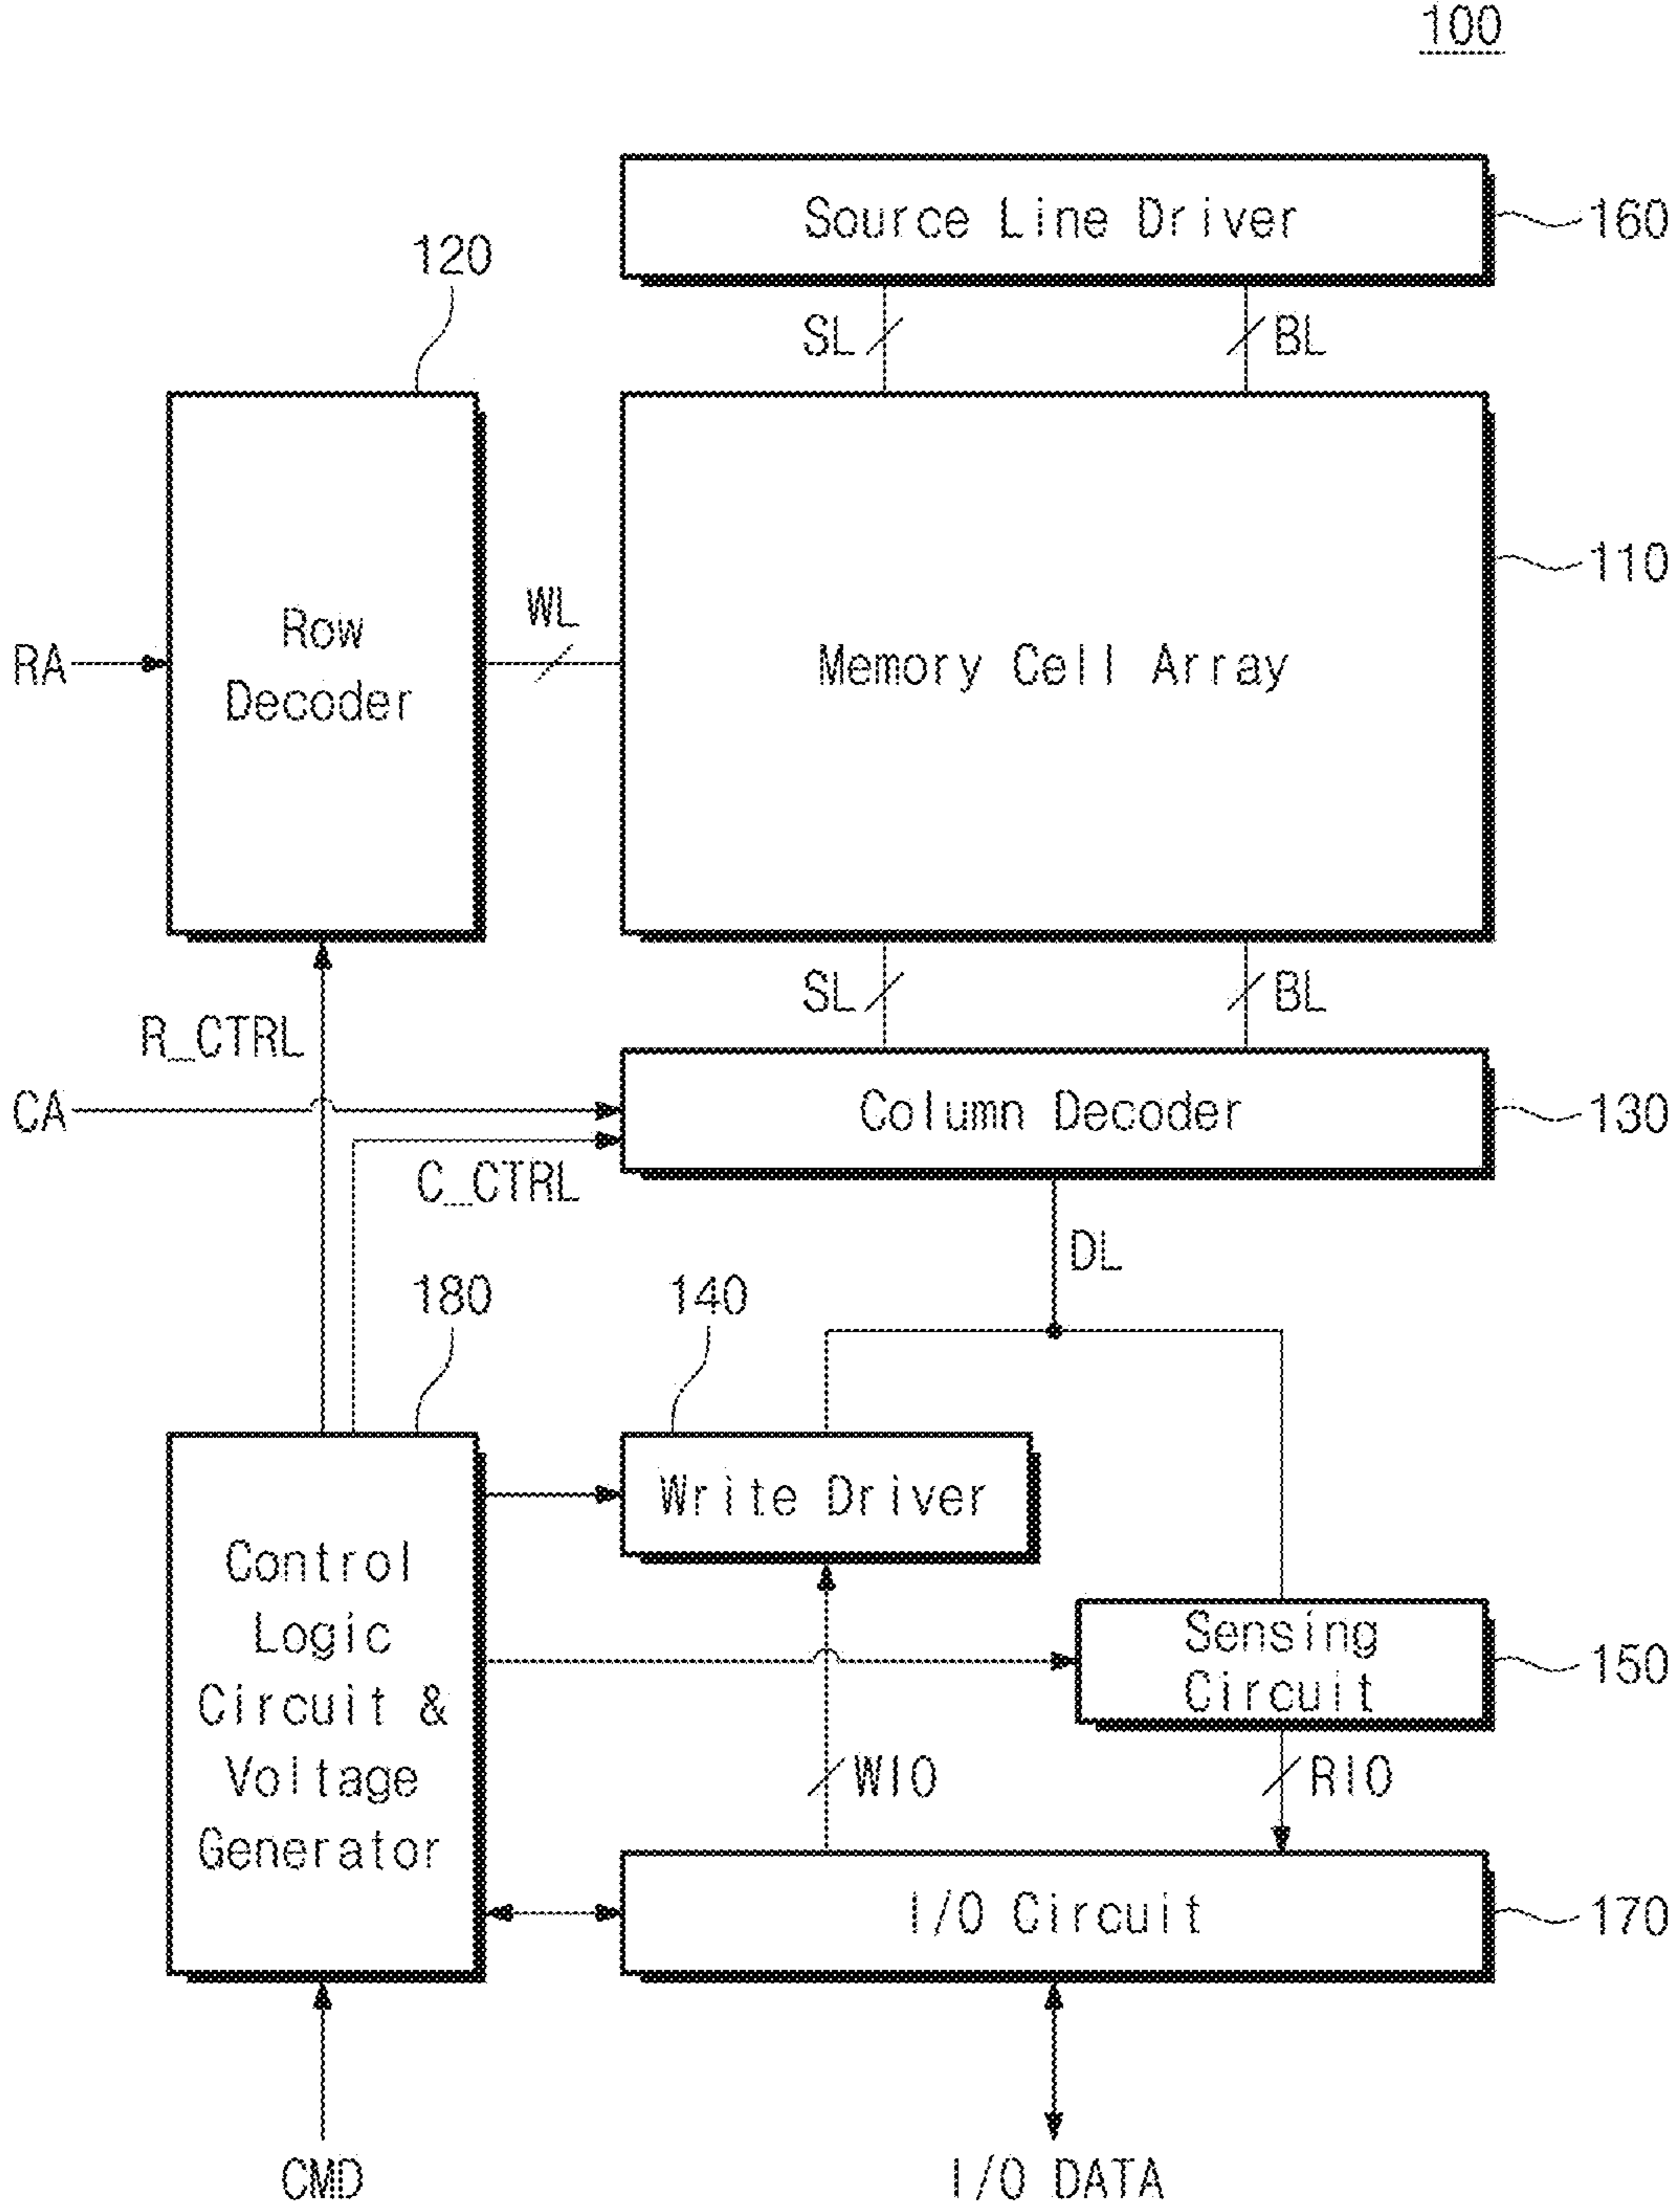 100
Source Line Driver
160
120
SL
BL
110
Row
Decoder
RA
WL
Memory Cell Array
SL
BL
R_CTRL
CA
Column Decoder
130
C_CTRL
DL
180
140
Write Driver
Control
Logic
Circuit &
Voltage
Generator
Sensing
Circuit
150
WIO
RIO
I/O Circuit
170
CMD
I/O DATA